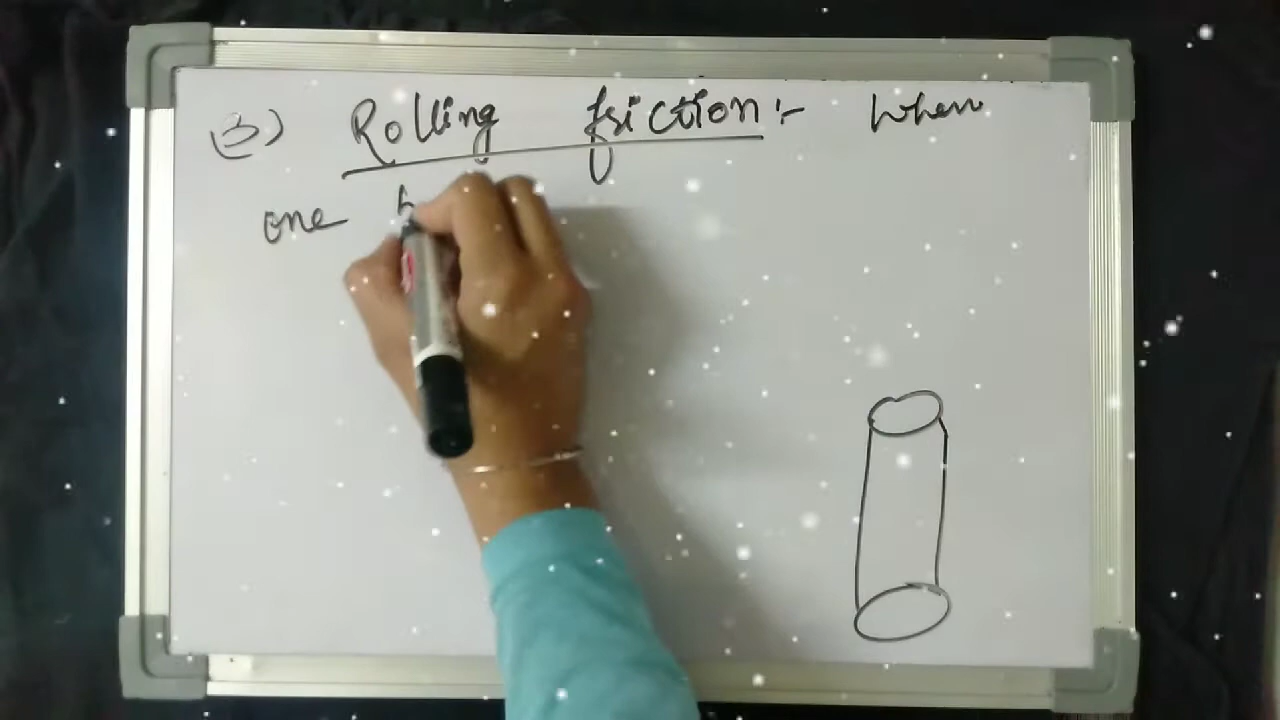 (3) Rolling friction :- When
one b